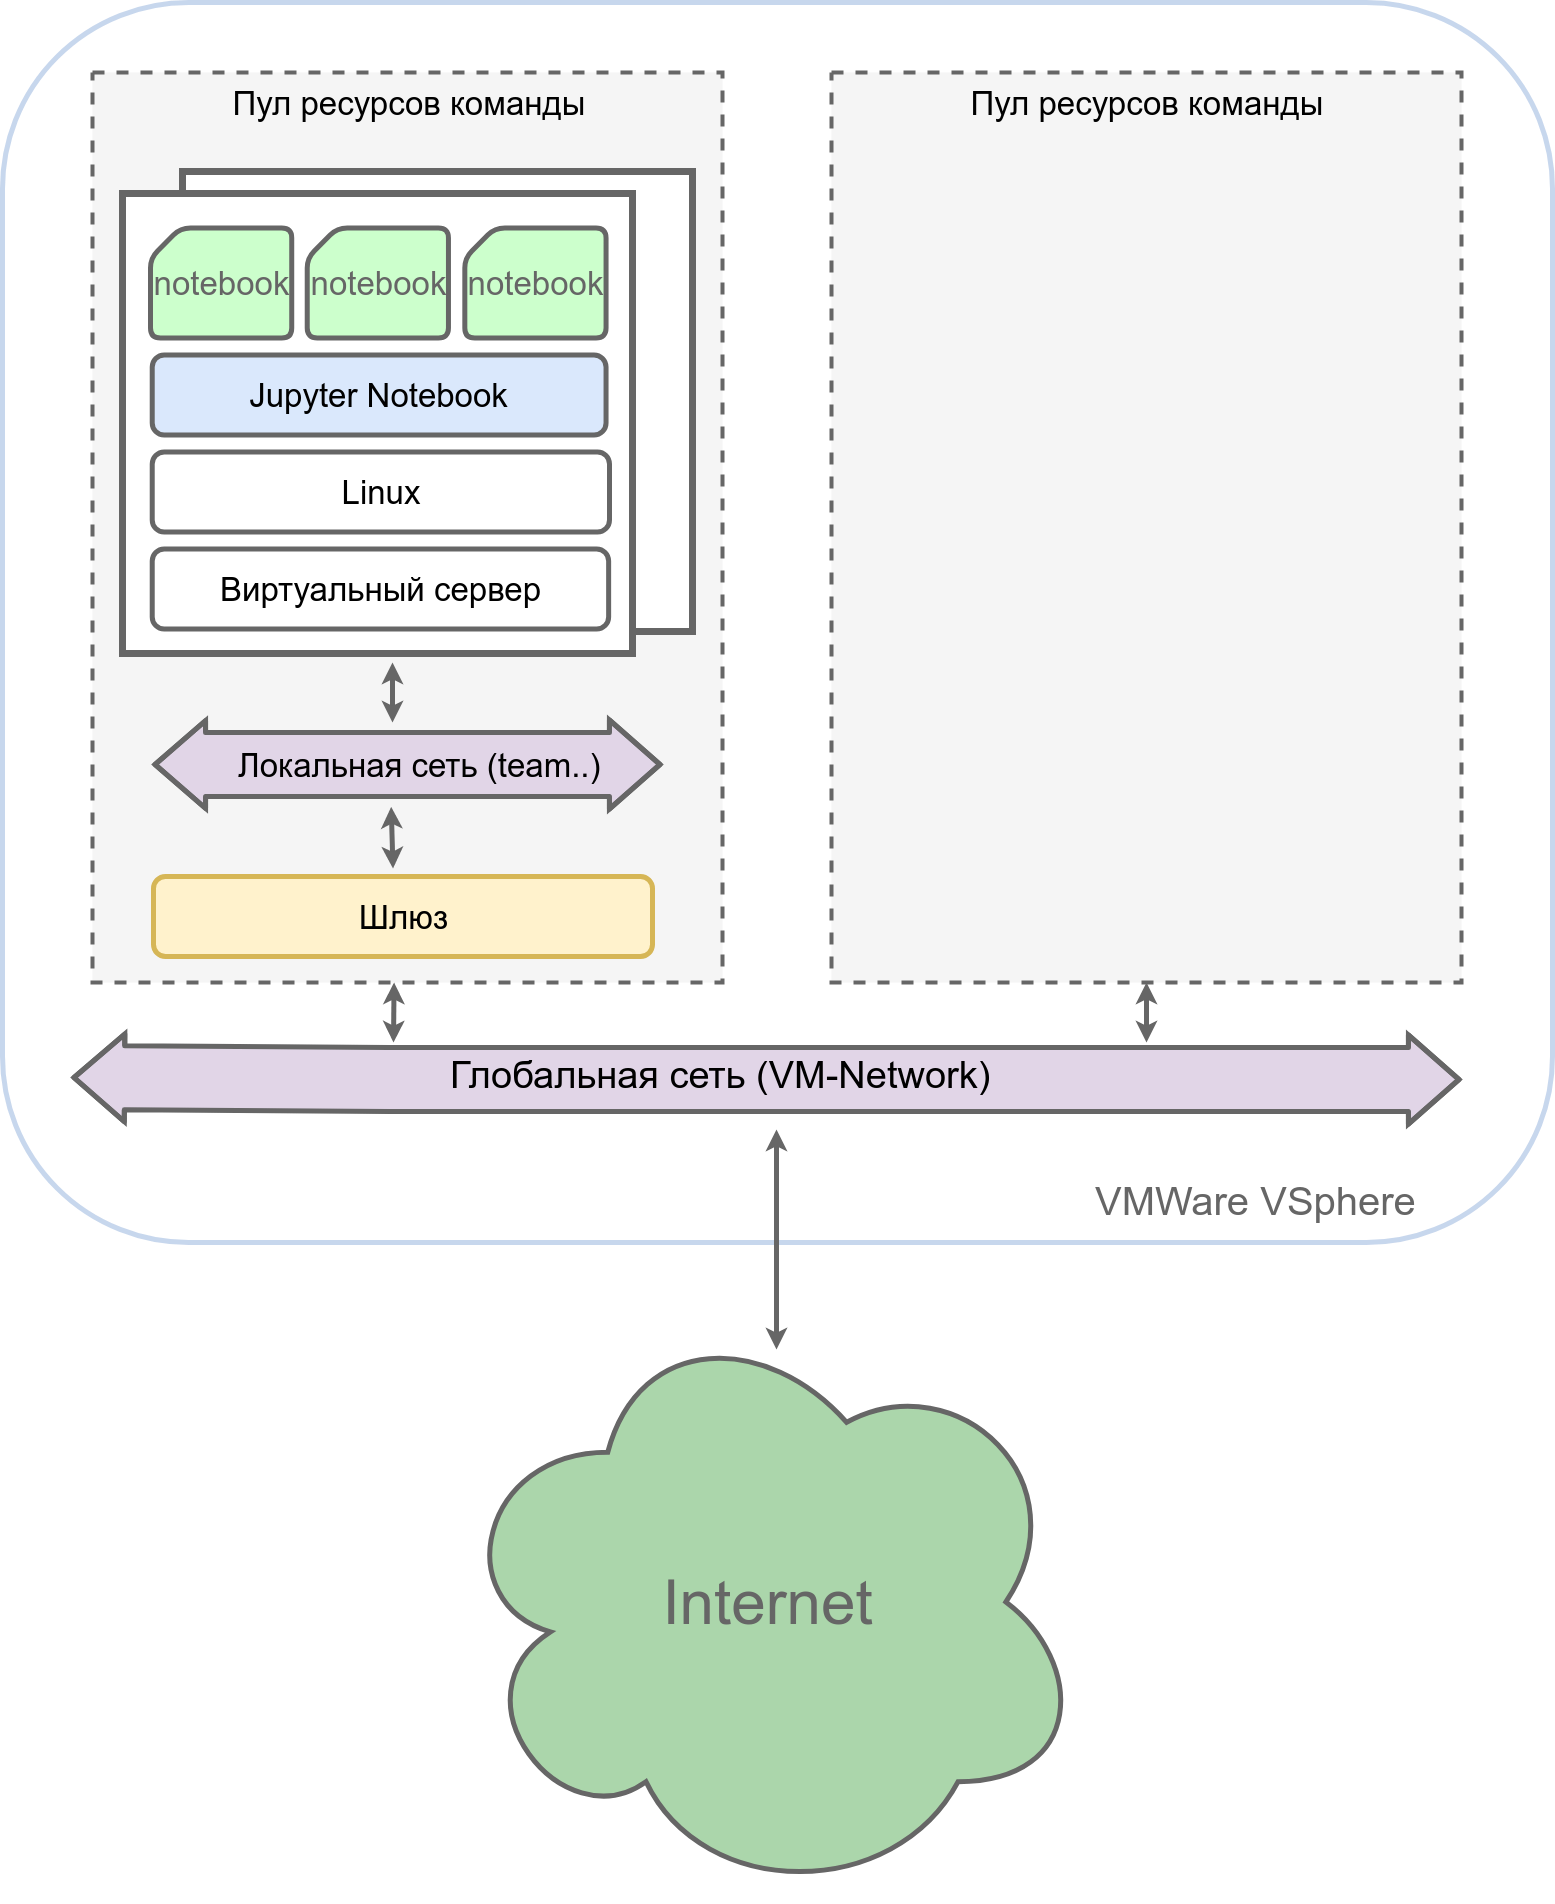 Пул ресурсов команды
Пул ресурсов команды
notebook
notebook
notebook
Jupyter Notebook
Linux
Виртуальный сервер
Локальная сеть (team..)
Шлюз
Глобальная сеть (VM-Network)
VMWare VSphere
Internet